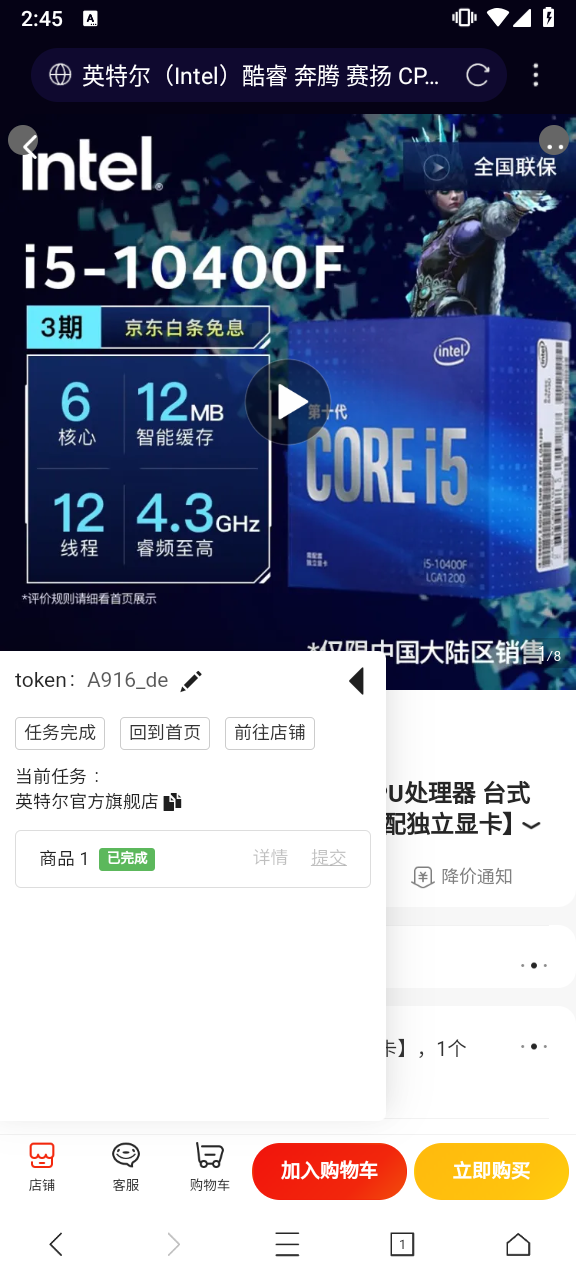 2:45
A
英特尔（Intel）酷睿 奔腾 赛扬 CP...
intel
全国联保
i5-10400F
3期 京东白条免息
6 12MB
核心 智能缓存
12 4.3GHz
线程 睿频至高
*评价规则请细看首页展示
intel
第十代
CORE i5
i5-10400F
LGA1200
*仅限中国大陆区销售
/8
token： A916_de
任务完成 回到首页 前往店铺
当前任务：
英特尔官方旗舰店
商品 1 已完成 详情 提交
PU处理器 台式
配独立显卡】
降价通知
卡】，1个
店铺 客服 购物车 加入购物车 立即购买
1